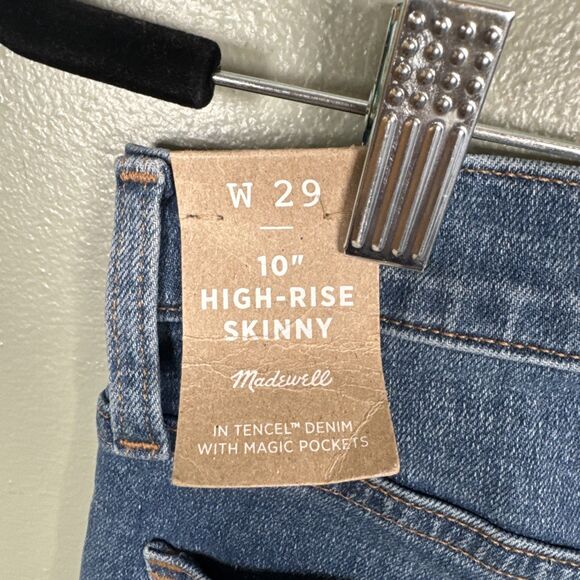 W 29
10"
HIGH-RISE
SKINNY
Madewell
IN TENCEL™ DENIM
WITH MAGIC POCKETS